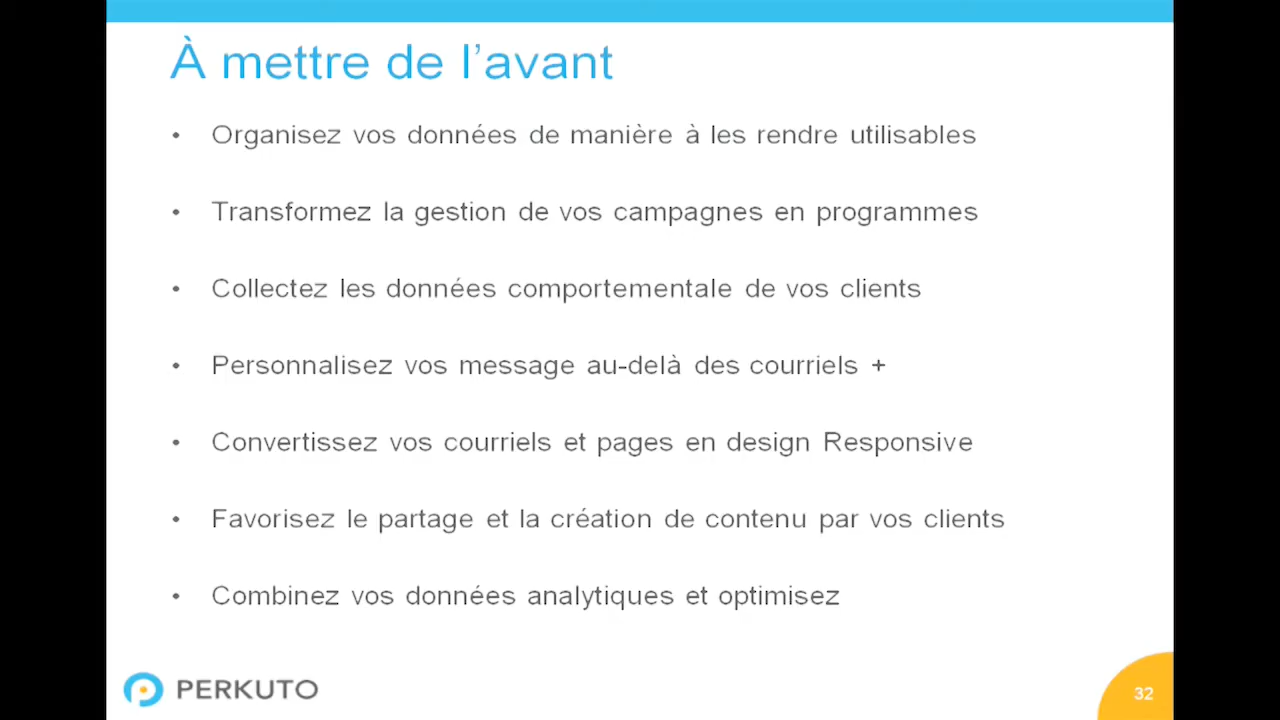 À mettre de l’avant
• Organisez vos données de manière à les rendre utilisables
• Transformez la gestion de vos campagnes en programmes
• Collectez les données comportementale de vos clients
• Personnalisez vos message au-delà des courriels +
• Convertissez vos courriels et pages en design Responsive
• Favorisez le partage et la création de contenu par vos clients
• Combinez vos données analytiques et optimisez
PERKUTO
32